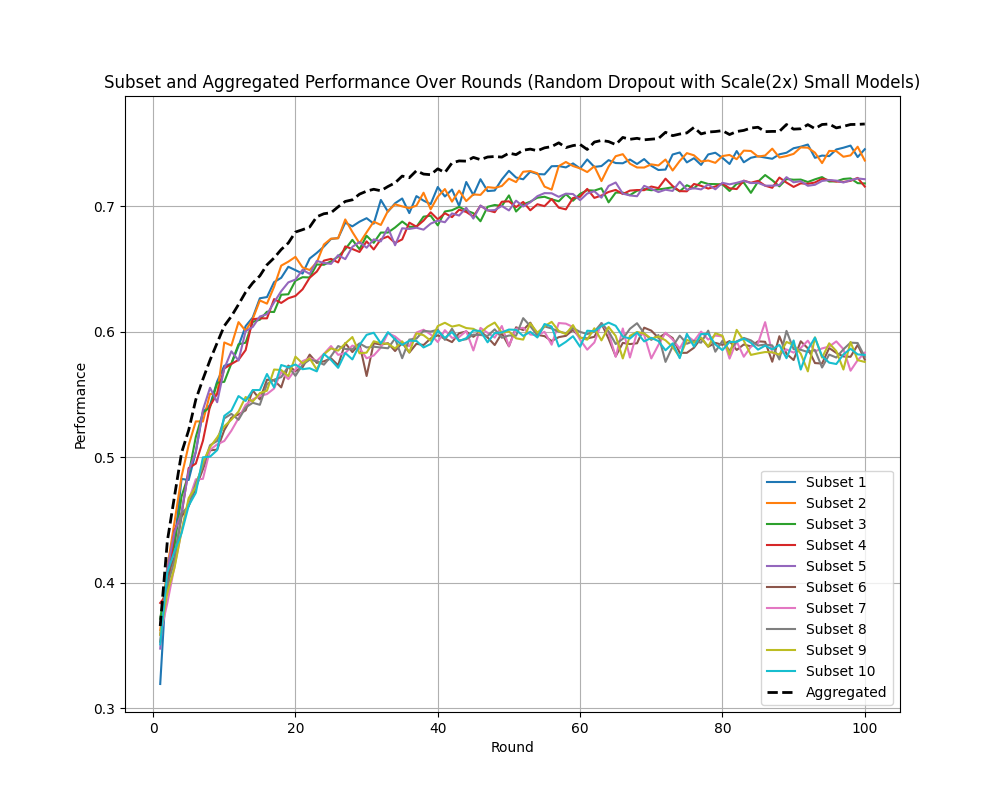 Subset and Aggregated Performance Over Rounds (Random Dropout with Scale(2x) Small Models)
Performance
0.7
0.6
0.5
0.4
0.3
0
20
40
60
80
100
Round
Subset 1
Subset 2
Subset 3
Subset 4
Subset 5
Subset 6
Subset 7
Subset 8
Subset 9
Subset 10
Aggregated